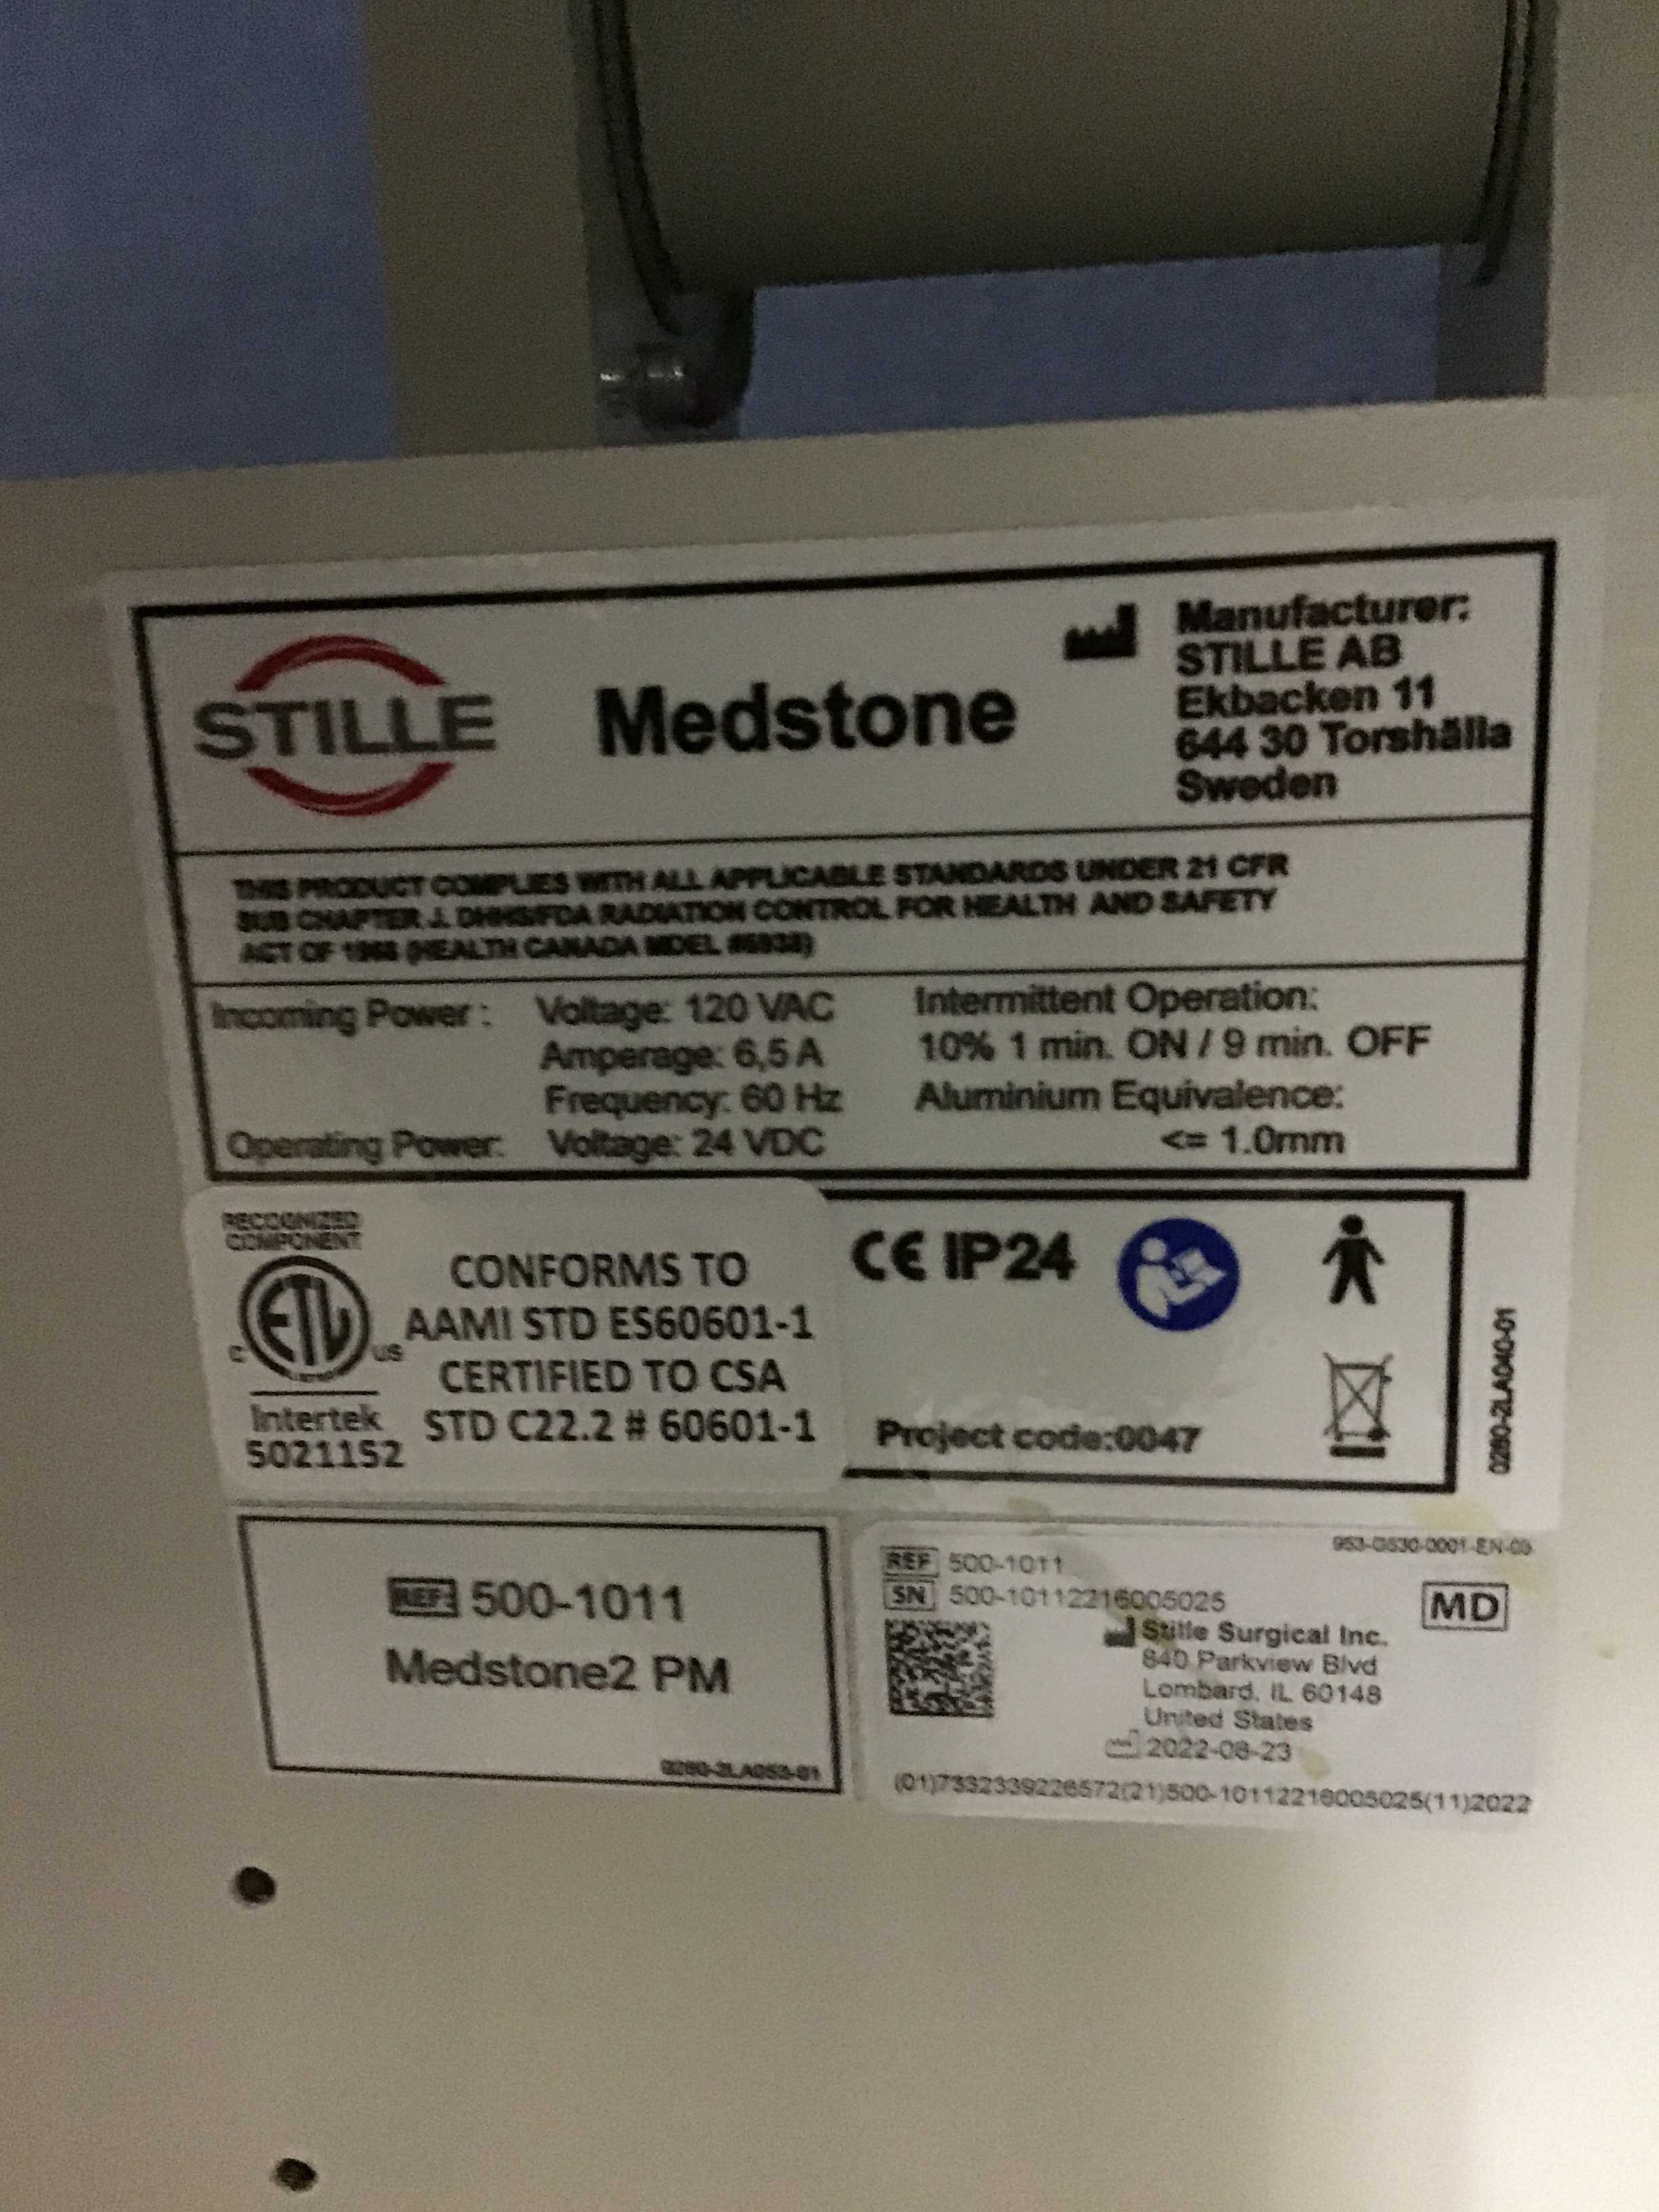 STILLE
Medstone
Manufacturer:
STILLE AB
Ekbacken 11
644 30 Torshälla
Sweden
THIS PRODUCT COMPLIES WITH ALL APPLICABLE STANDARDS UNDER 21 CFR
SUB CHAPTER J. DHHS/FDA RADIATION CONTROL FOR HEALTH AND SAFETY
ACT OF 1968 (HEALTH CANADA MDEL
Incoming Power: Voltage: 120 VAC
Amperage: 6,5 A
Frequency: 60 Hz
Operating Power: Voltage: 24 VDC
Intermittent Operation:
10% 1 min. ON / 9 min. OFF
Aluminium Equivalence:
<= 1.0mm
RECOGNIZED
COMPONENT
ETL
C US
Intertek
5021152
CONFORMS TO
AAMI STD ES60601-1
CERTIFIED TO CSA
STD C22.2 # 60601-1
CE IP24
Project code:0047
0280-2LA040-01
REF 500-1011
Medstone2 PM
0280-2LA053-01
REF 500-1011
SN 500-10112216005025
MD
Stille Surgical Inc.
840 Parkview Blvd
Lombard, IL 60148
United States
2022-08-23
(01)7332339226572(21)500-10112216005025(11)2022